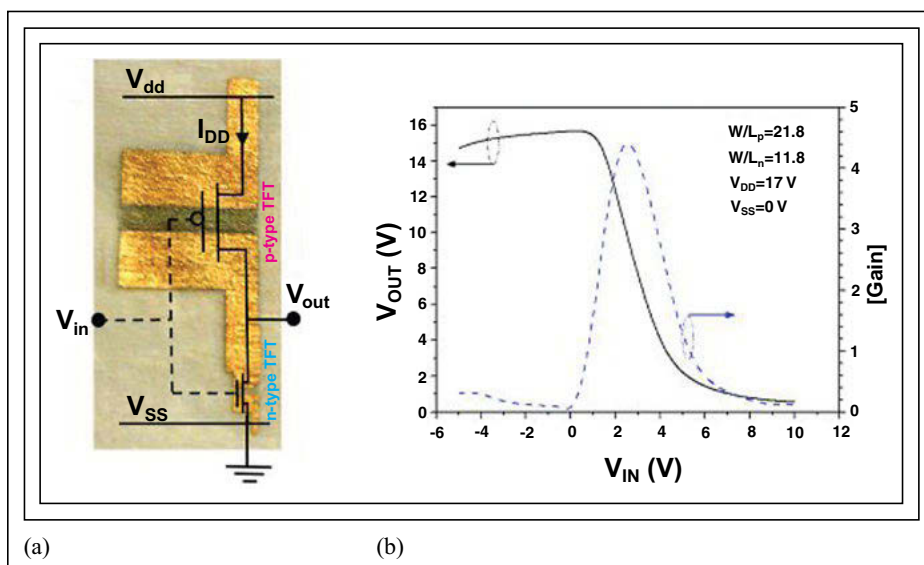 V_dd
I_DD
p-type TFT
V_out
V_in
n-type TFT
V_SS
V_OUT (V)
16
14
12
10
8
6
4
2
0
W/L_p=21.8
W/L_n=11.8
V_DD=17 V
V_SS=0 V
5
4
3
2
1
0
[Gain]
-6 -4 -2 0 2 4 6 8 10 12
V_IN (V)
(a) (b)